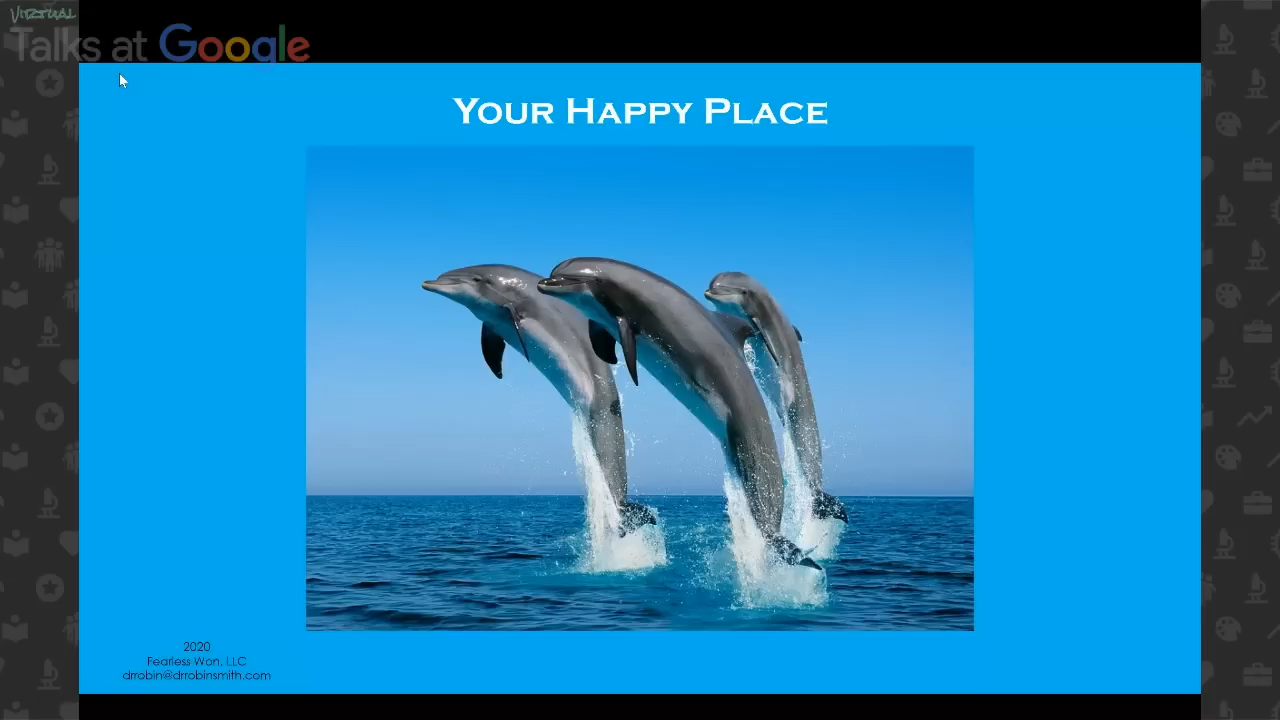 VIRTUAL
Talks at Google
YOUR HAPPY PLACE
2020
Fearless Won, LLC
drrobin@drrobinsmith.com